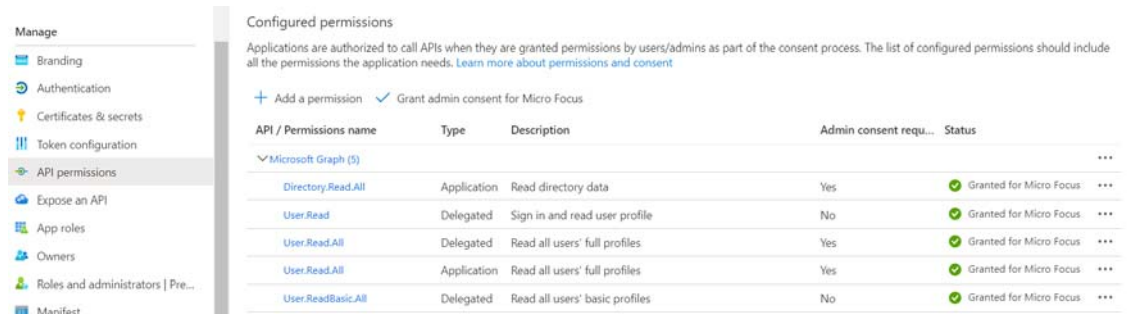 Manage
Branding
Authentication
Certificates & secrets
Token configuration
API permissions
Expose an API
App roles
Owners
Roles and administrators | Pre...
Manifest
Configured permissions
Applications are authorized to call APIs when they are granted permissions by users/admins as part of the consent process. The list of configured permissions should include
all the permissions the application needs. Learn more about permissions and consent
Add a permission Grant admin consent for Micro Focus
API / Permissions name Type Description Admin consent requ... Status
Microsoft Graph (5) ...
Directory.Read.All Application Read directory data Yes Granted for Micro Focus ...
User.Read Delegated Sign in and read user profile No Granted for Micro Focus ...
User.Read.All Delegated Read all users' full profiles Yes Granted for Micro Focus ...
User.Read.All Application Read all users' full profiles Yes Granted for Micro Focus ...
User.ReadBasic.All Delegated Read all users' basic profiles No Granted for Micro Focus ...